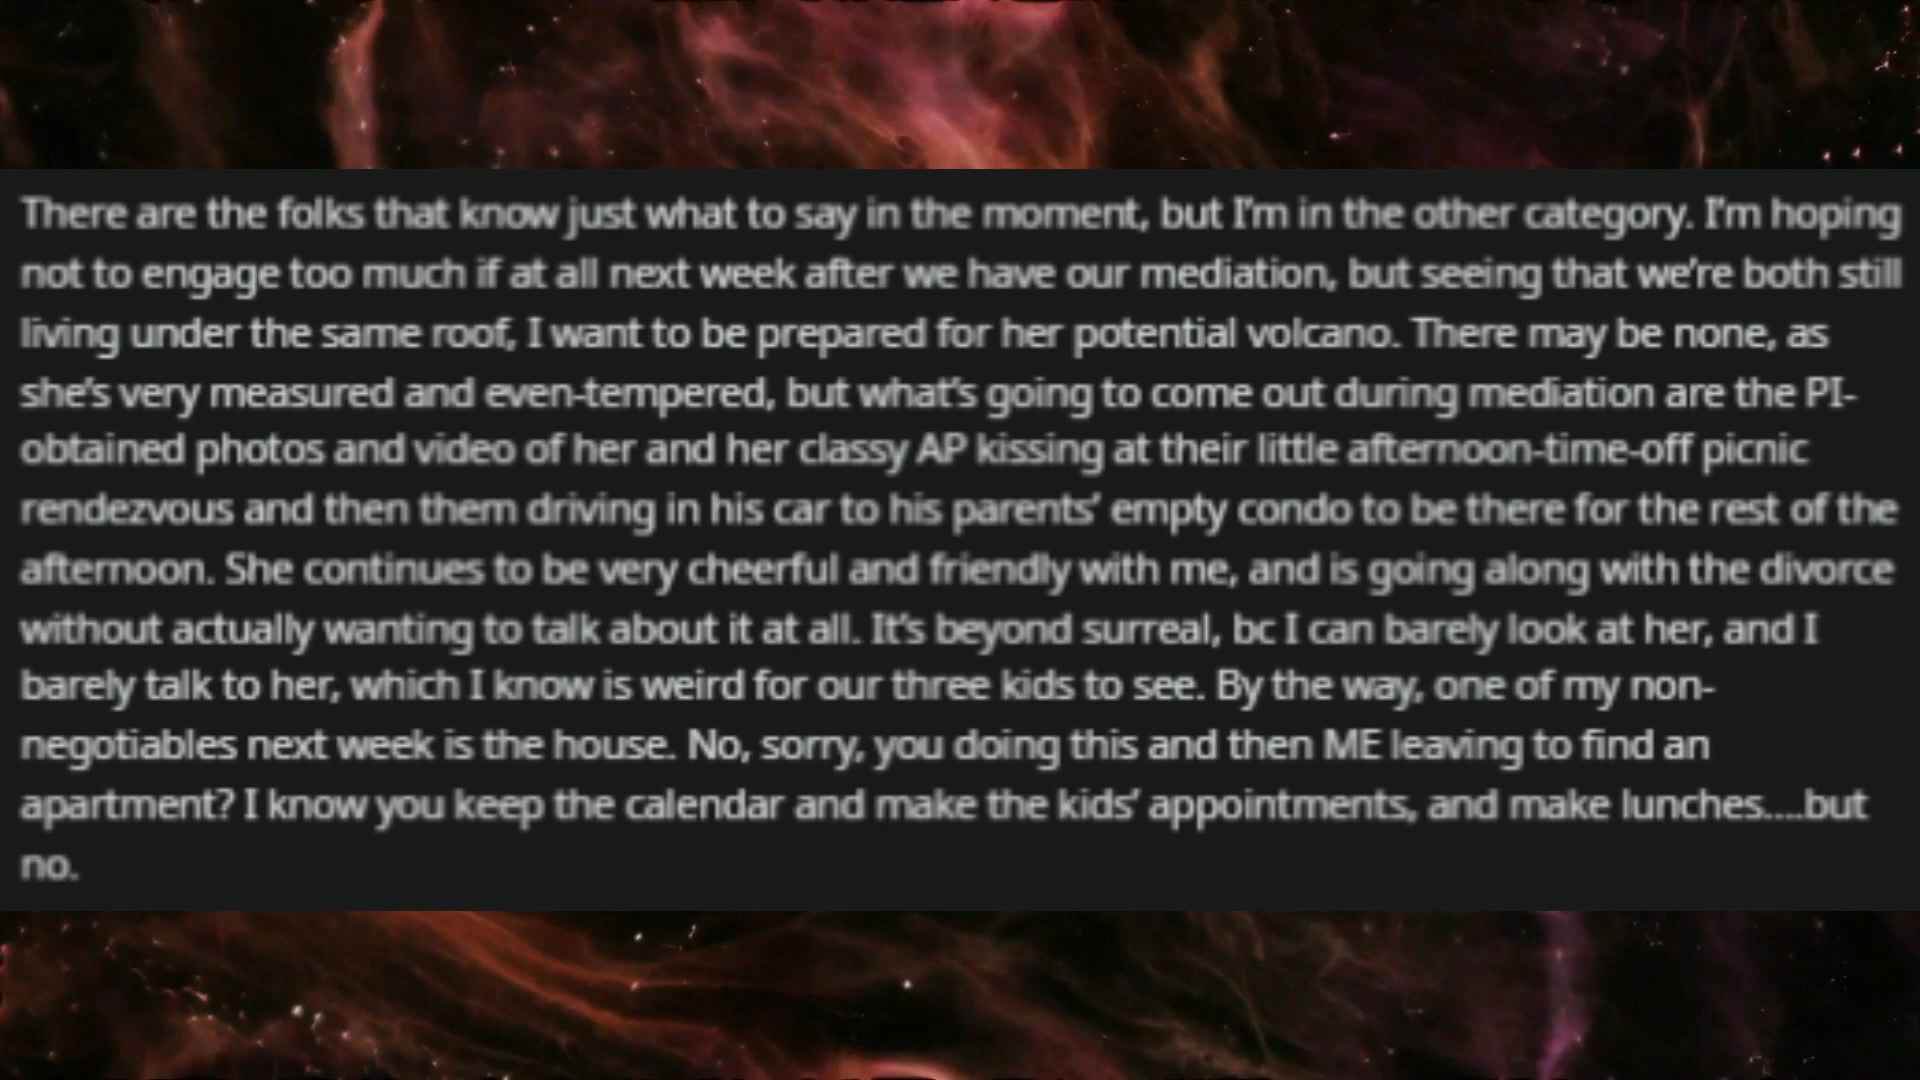 There are the folks that know just what to say in the moment, but I'm in the other category. I'm hoping
not to engage too much if at all next week after we have our mediation, but seeing that we're both still
living under the same roof, I want to be prepared for her potential volcano. There may be none, as
she's very measured and even-tempered, but what's going to come out during mediation are the PI-
obtained photos and video of her and her classy AP kissing at their little afternoon-time-off picnic
rendezvous and then them driving in his car to his parents' empty condo to be there for the rest of the
afternoon. She continues to be very cheerful and friendly with me, and is going along with the divorce
without actually wanting to talk about it at all. It's beyond surreal, bc I can barely look at her, and I
barely talk to her, which I know is weird for our three kids to see. By the way, one of my non-
negotiables next week is the house. No, sorry, you doing this and then ME leaving to find an
apartment? I know you keep the calendar and make the kids' appointments, and make lunches....but
no.